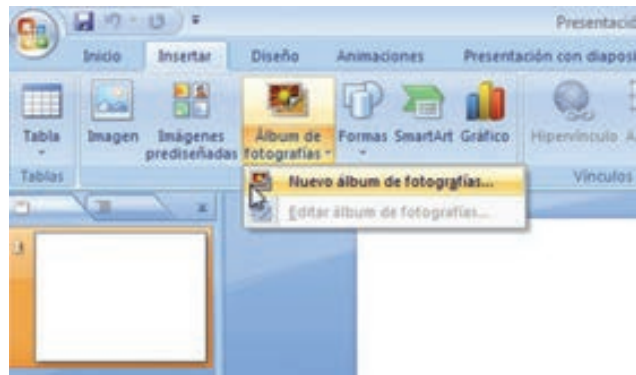 Presentació
Inicio Insertar Diseño Animaciones Presentación con diaposi
Tabla Imagen Imágenes prediseñadas Álbum de fotografías Formas SmartArt Gráfico Hipervínculo A
Tablas Vínculos
Nuevo álbum de fotografías...
Editar álbum de fotografías...